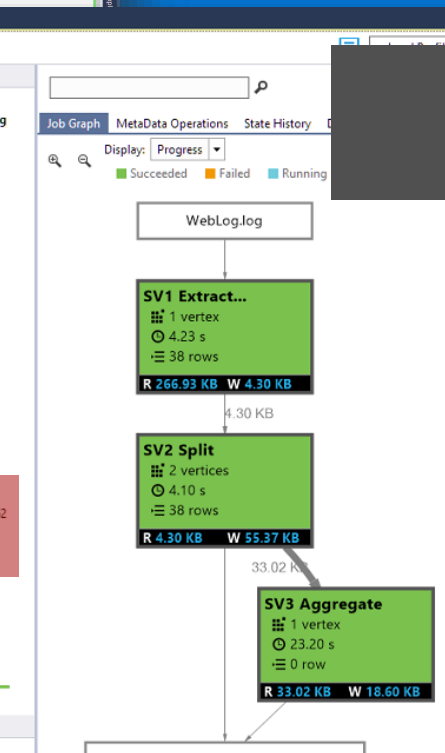 Job Graph MetaData Operations State History
Display: Progress
Succeeded Failed Running
WebLog.log
SV1 Extract...
1 vertex
4.23 s
38 rows
R 266.93 KB W 4.30 KB
4.30 KB
SV2 Split
2 vertices
4.10 s
38 rows
R 4.30 KB W 55.37 KB
33.02 KB
SV3 Aggregate
1 vertex
23.20 s
0 row
R 33.02 KB W 18.60 KB